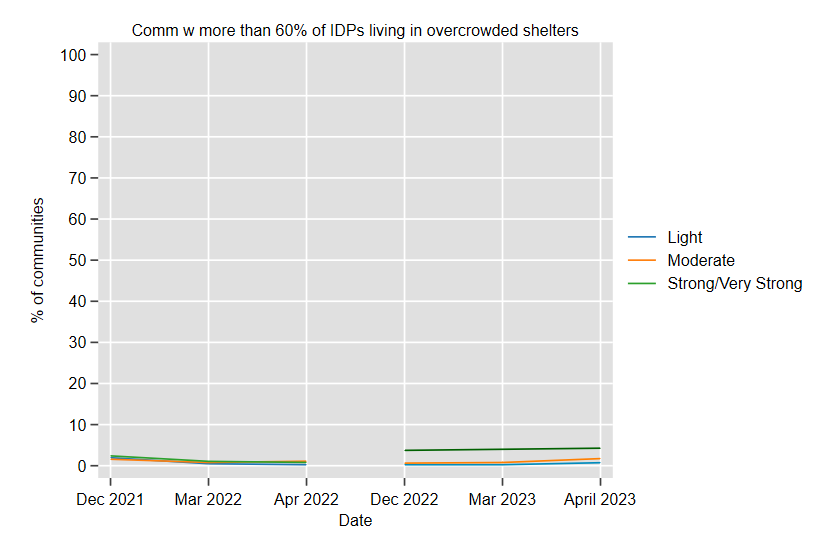 Comm w more than 60% of IDPs living in overcrowded shelters
100
90
80
70
60
50
40
30
20
10
0
% of communities
Dec 2021 Mar 2022 Apr 2022 Dec 2022 Mar 2023 April 2023
Date
Light
Moderate
Strong/Very Strong